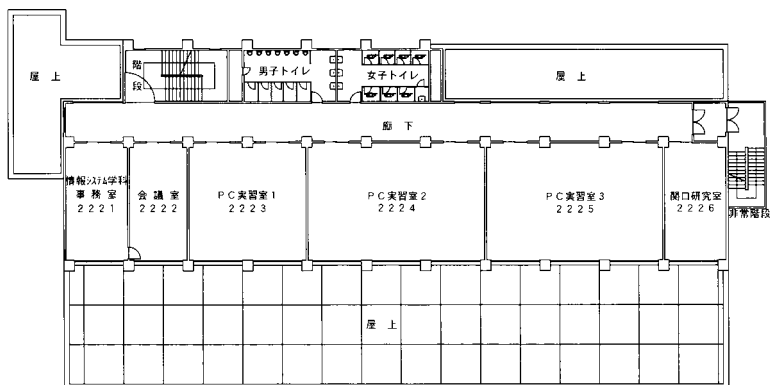 屋上
階段
男子トイレ
女子トイレ
屋上
廊下
情報システム学科
事務室
2221
会議室
2222
PC実習室1
2223
PC実習室2
2224
PC実習室3
2225
関口研究室
2226
非常階段
屋上